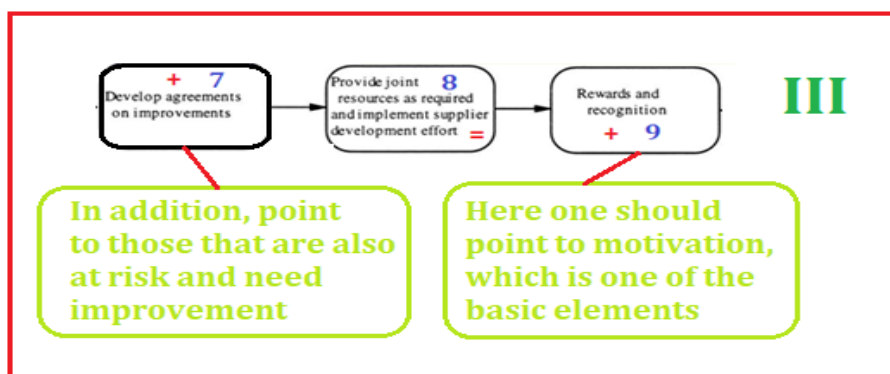 + 7
Develop agreements
on improvements
Provide joint 8
resources as required
and implement supplier
development effort =
Rewards and
recognition
+ 9
III
In addition, point
to those that are also
at risk and need
improvement
Here one should
point to motivation,
which is one of the
basic elements